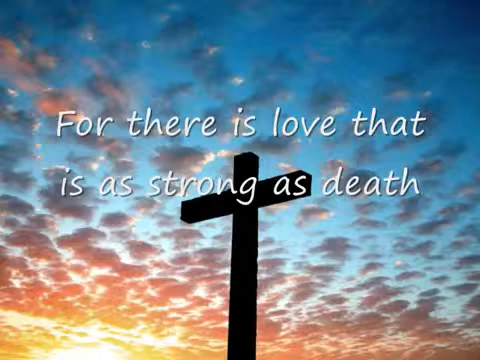 For there is love that
is as strong as death